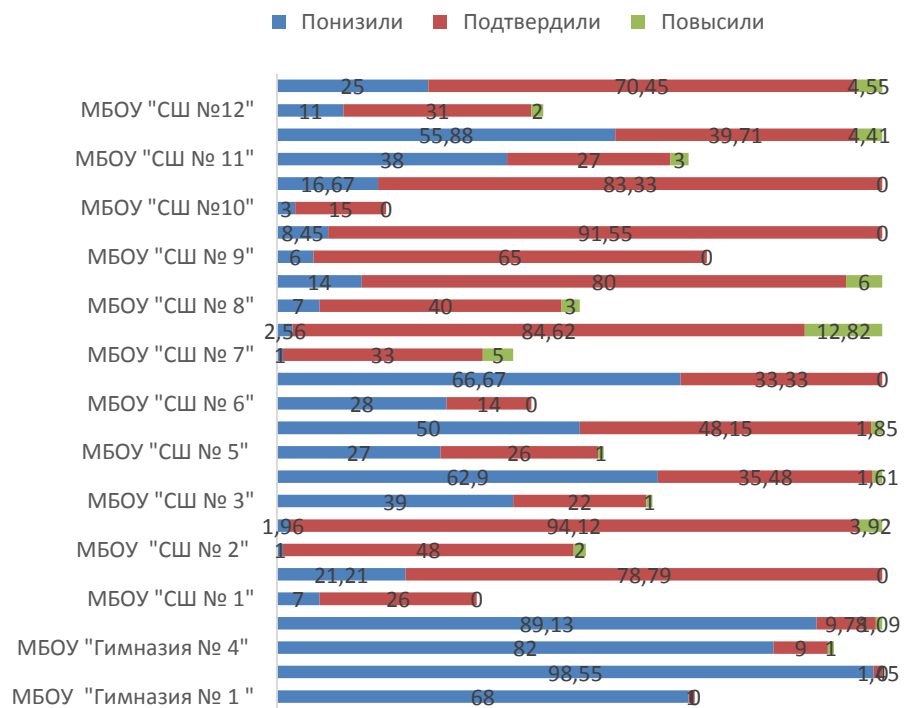 Понизили Подтвердили Повысили
25 70,45 4,55
МБОУ "СШ №12" 11 31 2
55,88 39,71 4,41
МБОУ "СШ № 11" 38 27 3
16,67 83,33 0
МБОУ "СШ №10" 3 15 0
8,45 91,55 0
МБОУ "СШ № 9" 6 65 0
14 80 6
МБОУ "СШ № 8" 7 40 3
2,56 84,62 12,82
МБОУ "СШ № 7" 1 33 5
66,67 33,33 0
МБОУ "СШ № 6" 28 14 0
50 48,15 1,85
МБОУ "СШ № 5" 27 26 1
62,9 35,48 1,61
МБОУ "СШ № 3" 39 22 1
1,96 94,12 3,92
МБОУ "СШ № 2" 1 48 2
21,21 78,79 0
МБОУ "СШ № 1" 7 26 0
89,13 9,78 1,09
МБОУ "Гимназия № 4" 82 9 1
98,55 1,45 0
МБОУ "Гимназия № 1 " 68 1 0